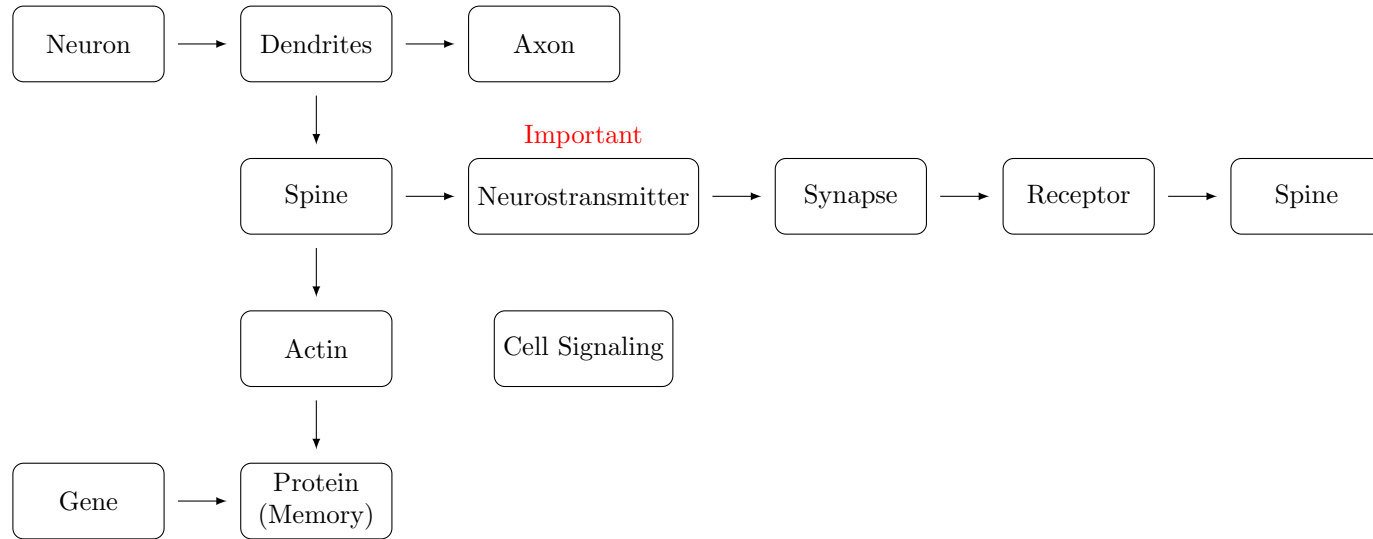 Neuron
Dendrites
Axon
Important
Spine
Neurostransmitter
Synapse
Receptor
Spine
Actin
Cell Signaling
Gene
Protein
(Memory)